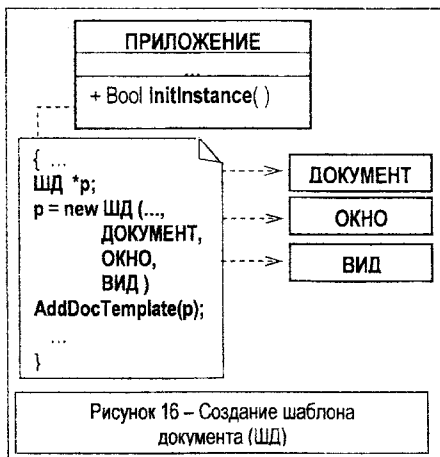 ПРИЛОЖЕНИЕ
...
+ Bool InitInstance( )
{ ...
ШД *p;
p = new ШД (...,
ДОКУМЕНТ,
ОКНО,
ВИД )
AddDocTemplate(p);
...
}
ДОКУМЕНТ
ОКНО
ВИД
Рисунок 16 – Создание шаблона
документа (ШД)